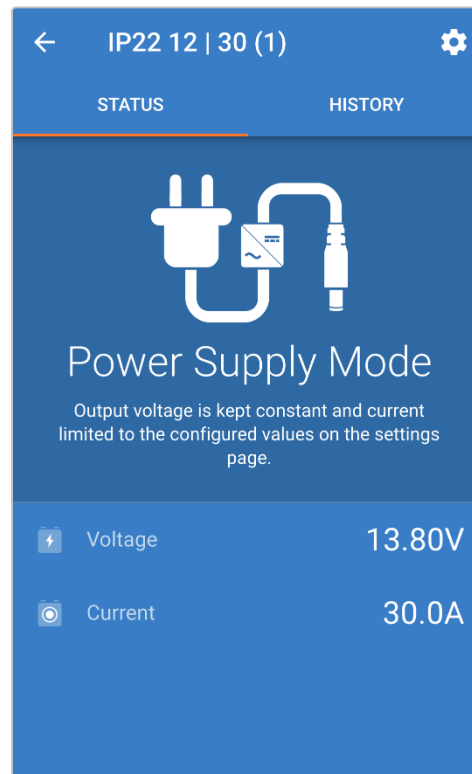 IP22 12 | 30 (1)
STATUS HISTORY
Power Supply Mode
Output voltage is kept constant and current
limited to the configured values on the settings
page.
Voltage 13.80V
Current 30.0A